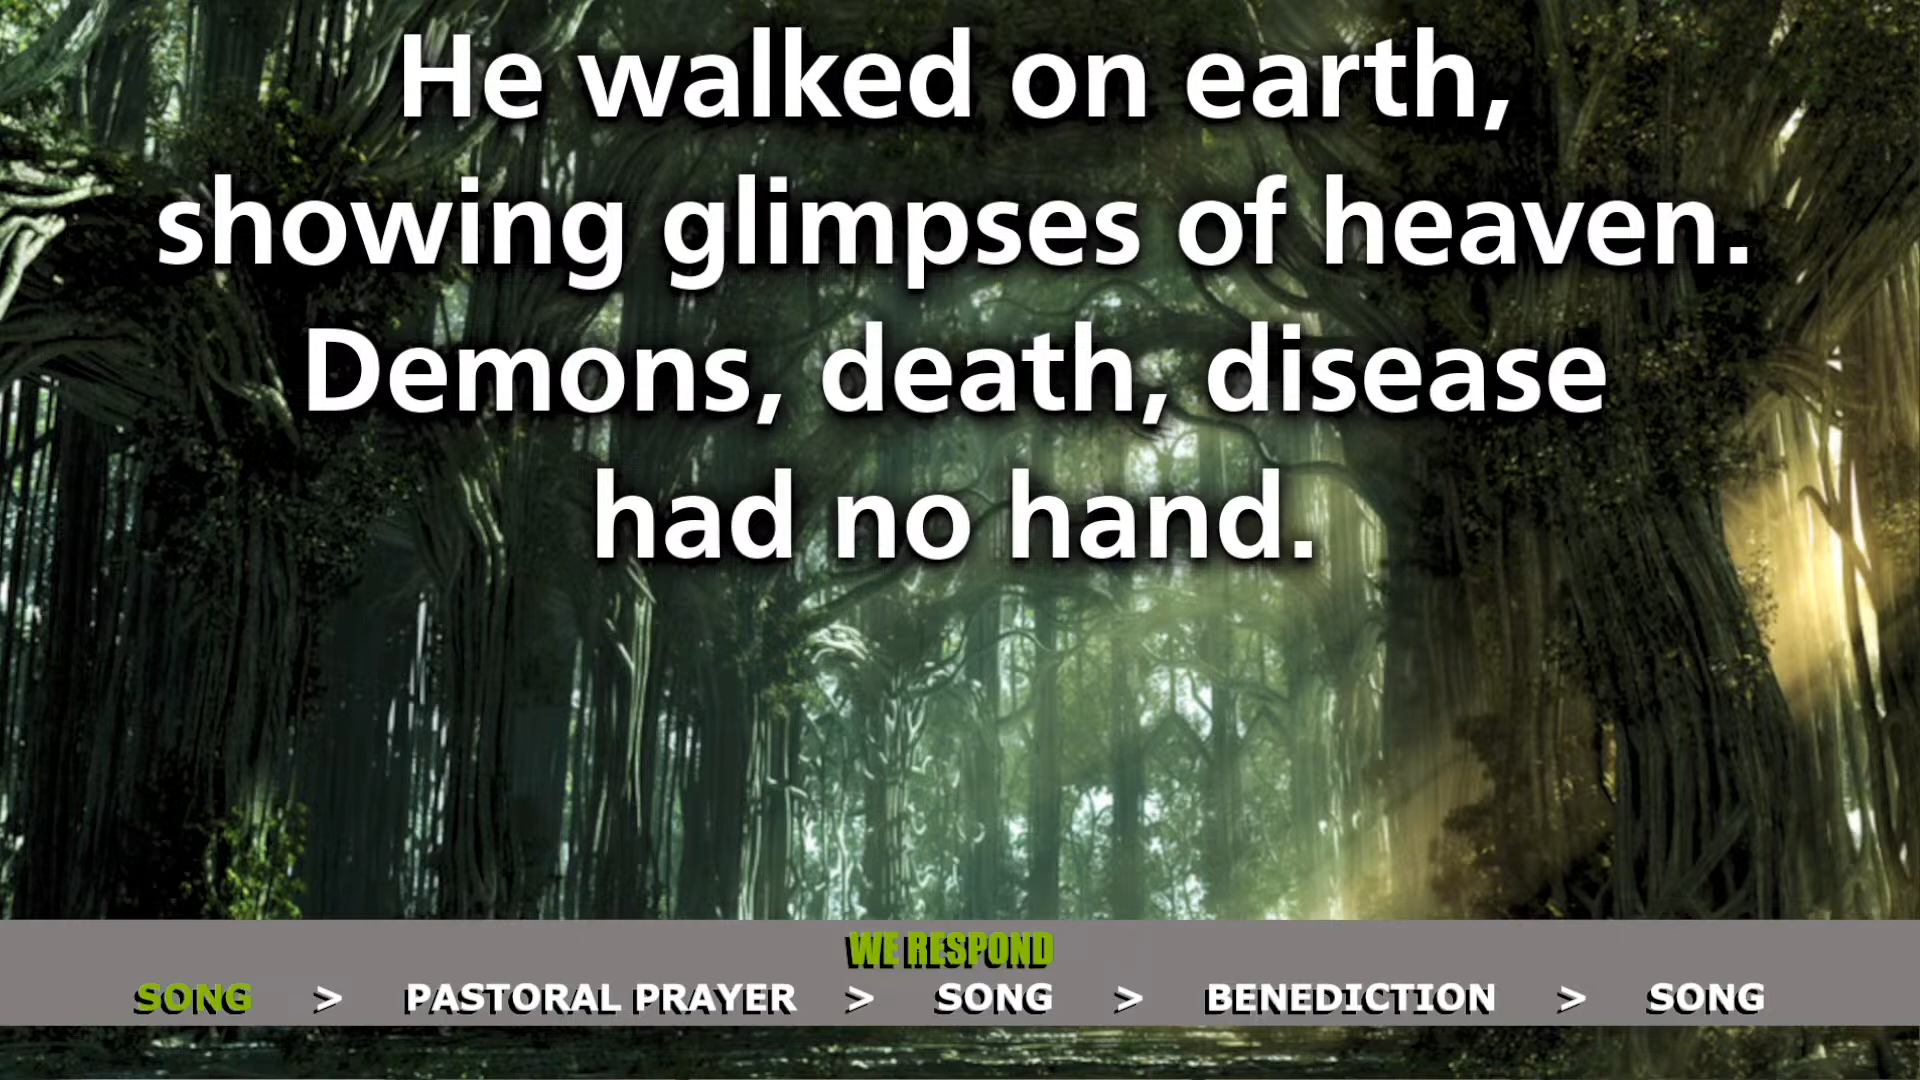 He walked on earth,
showing glimpses of heaven.
Demons, death, disease
had no hand.
WE RESPOND
SONG > PASTORAL PRAYER > SONG > BENEDICTION > SONG